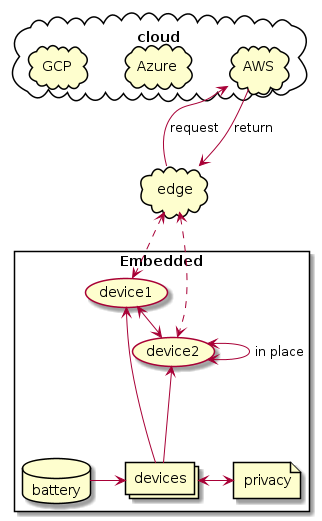 cloud
GCP
Azure
AWS
request
return
edge
Embedded
device1
device2
in place
battery
devices
privacy